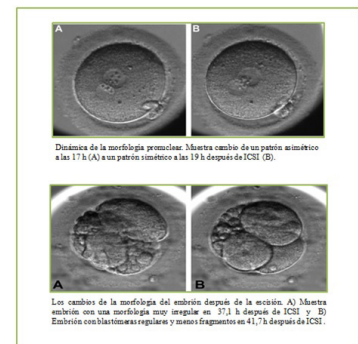 A B
Dinámica de la morfología pronuclear. Muestra cambio de un patrón asimétrico
a las 17 h (A) a un patrón simétrico a las 19 h después de ICSI (B).
A B
Los cambios de la morfología del embrión después de la escisión. A) Muestra
embrión con una morfología muy irregular en 37,1 h después de ICSI y B)
Embrión con blastómeras regulares y menos fragmentos en 41,7 h después de ICSI .